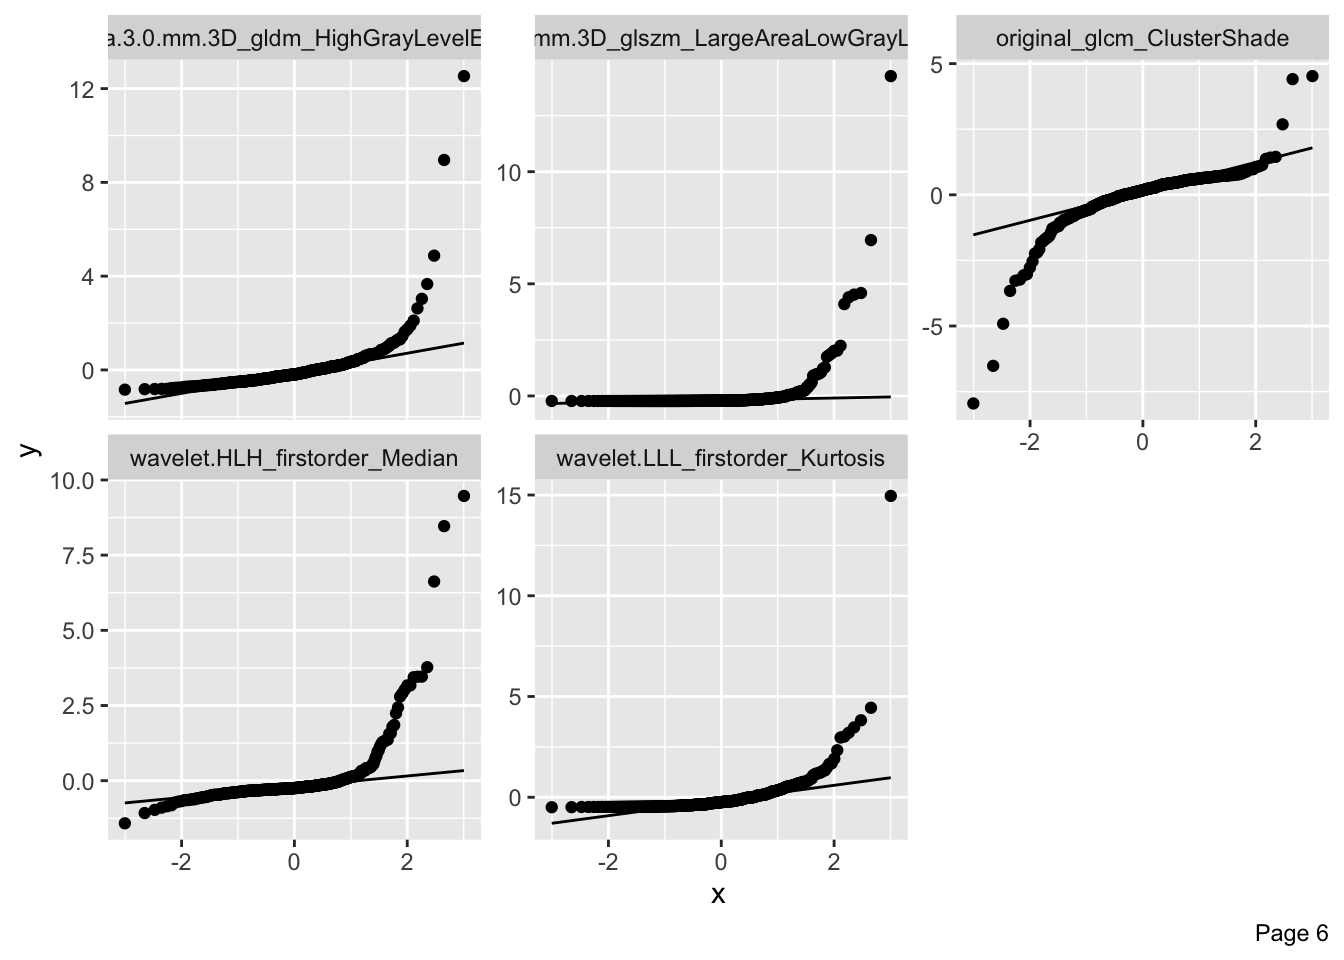 a.3.0.mm.3D_gldm_HighGrayLevelE
mm.3D_glszm_LargeAreaLowGrayL
original_glcm_ClusterShade
12
8
4
0
10
5
0
5
0
-5
-2 0 2
wavelet.HLH_firstorder_Median
wavelet.LLL_firstorder_Kurtosis
10.0
7.5
5.0
2.5
0.0
15
10
5
0
-2 0 2
-2 0 2
y
x
Page 6